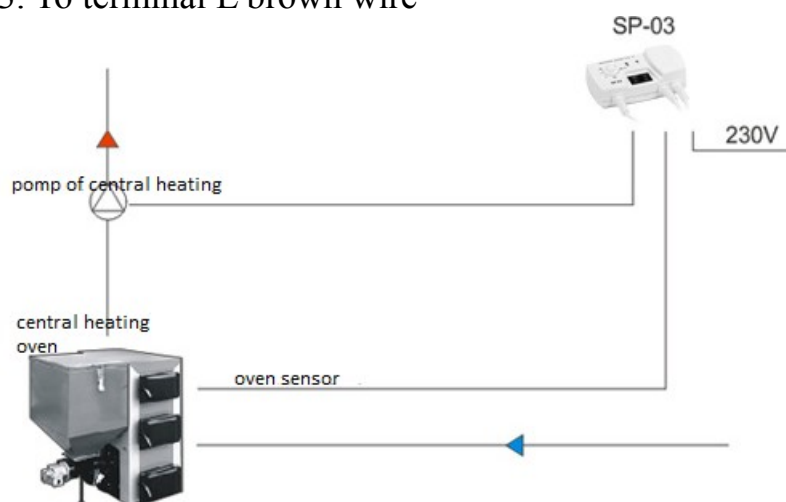 3. To terminal L brown wire
SP-03
230V
pomp of central heating
central heating
oven
oven sensor